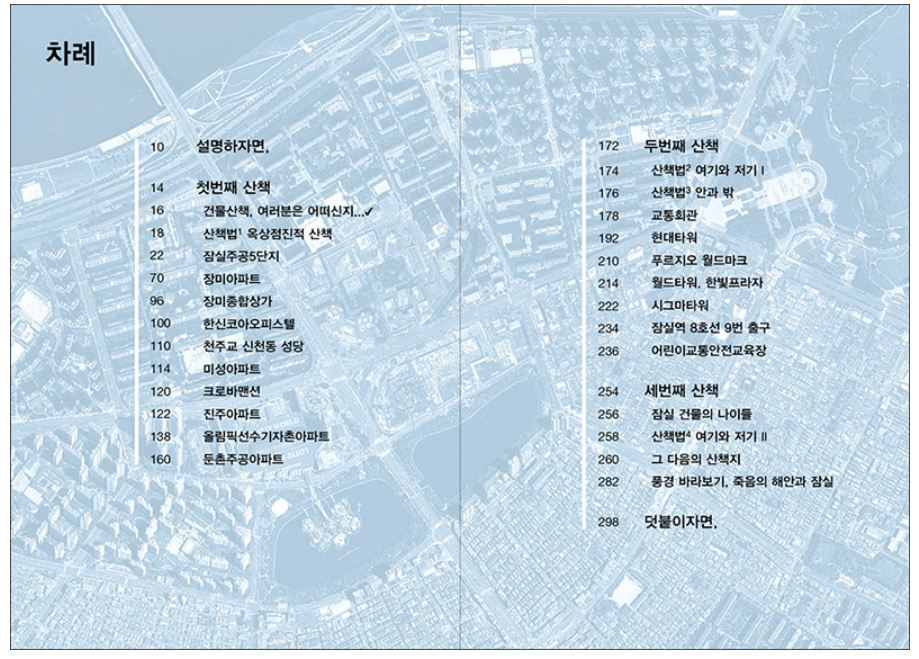 차례
10 설명하자면,
14 첫번째 산책
16 건물산책, 여러분은 어떠신지...✓
18 산책법¹ 옥상점진적 산책
22 잠실주공5단지
70 장미아파트
96 장미종합상가
100 한신코아오피스텔
110 천주교 신천동 성당
114 미성아파트
120 크로바맨션
122 진주아파트
138 올림픽선수기자촌아파트
160 둔촌주공아파트
172 두번째 산책
174 산책법² 여기와 저기 I
176 산책법³ 안과 밖
178 교통회관
192 현대타워
210 푸르지오 월드마크
214 월드타워, 한빛프라자
222 시그마타워
234 잠실역 8호선 9번 출구
236 어린이교통안전교육장
254 세번째 산책
256 잠실 건물의 나이들
258 산책법⁴ 여기와 저기 II
260 그 다음의 산책지
282 풍경 바라보기, 죽음의 해안과 잠실
298 덧붙이자면,